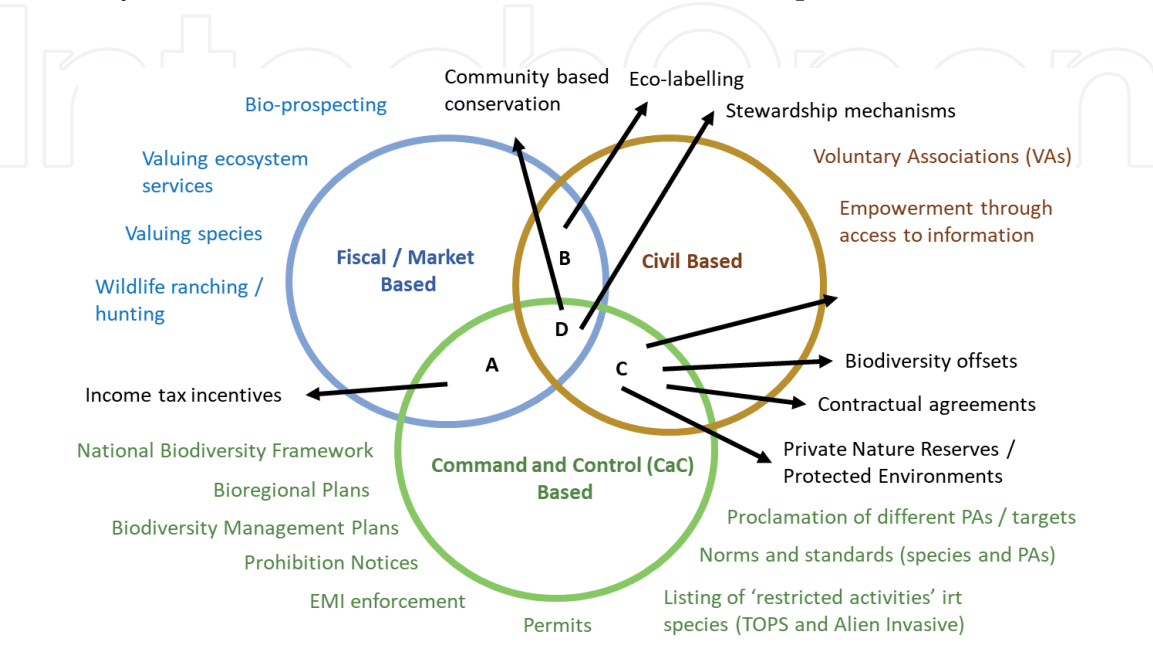 IntechOpen
Community based
conservation
Eco-labelling
Stewardship mechanisms
Bio-prospecting
Valuing ecosystem
services
Valuing species
Wildlife ranching /
hunting
Voluntary Associations (VAs)
Empowerment through
access to information
Fiscal / Market
Based
B
Civil Based
D
A
C
Income tax incentives
Biodiversity offsets
Contractual agreements
Private Nature Reserves /
Protected Environments
Command and Control (CaC)
Based
National Biodiversity Framework
Bioregional Plans
Biodiversity Management Plans
Prohibition Notices
EMI enforcement
Permits
Proclamation of different PAs / targets
Norms and standards (species and PAs)
Listing of ‘restricted activities’ irt
species (TOPS and Alien Invasive)